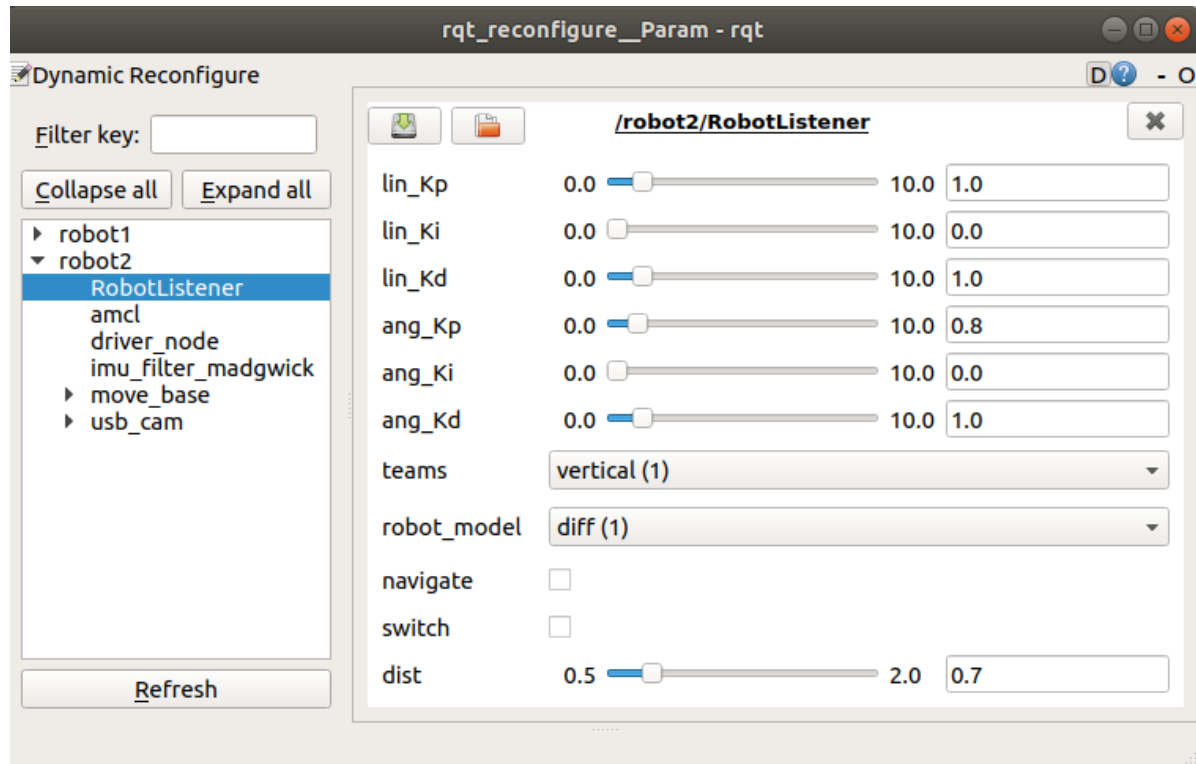 rqt_reconfigure__Param - rqt
Dynamic Reconfigure
D ? - O
Filter key:
Collapse all Expand all
robot1
robot2
RobotListener
amcl
driver_node
imu_filter_madgwick
move_base
usb_cam
Refresh
/robot2/RobotListener
lin_Kp 0.0 10.0 1.0
lin_Ki 0.0 10.0 0.0
lin_Kd 0.0 10.0 1.0
ang_Kp 0.0 10.0 0.8
ang_Ki 0.0 10.0 0.0
ang_Kd 0.0 10.0 1.0
teams vertical (1)
robot_model diff (1)
navigate
switch
dist 0.5 2.0 0.7